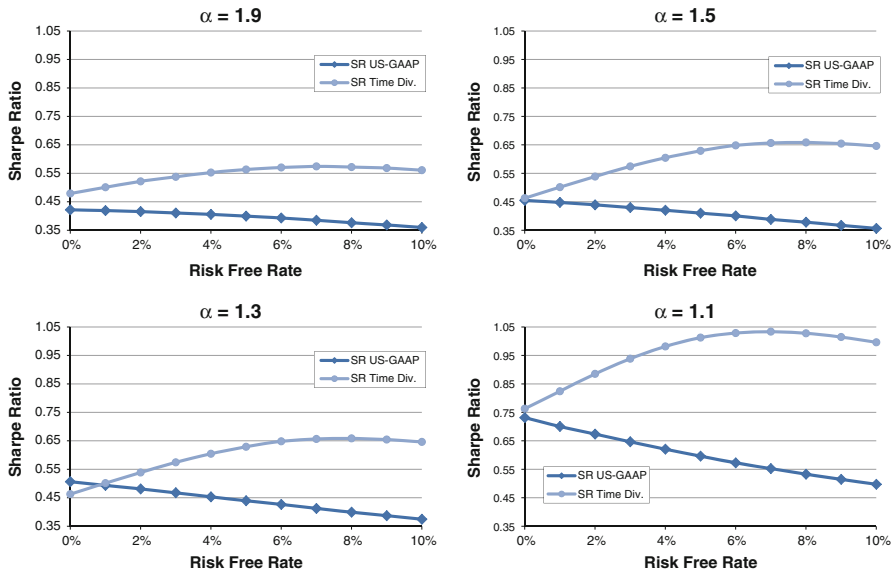 α = 1.9
1.05
0.95
0.85
0.75
0.65
0.55
0.45
0.35
Sharpe Ratio
SR US-GAAP
SR Time Div.
0% 2% 4% 6% 8% 10%
Risk Free Rate
α = 1.5
1.05
0.95
0.85
0.75
0.65
0.55
0.45
0.35
Sharpe Ratio
SR US-GAAP
SR Time Div.
0% 2% 4% 6% 8% 10%
Risk Free Rate
α = 1.3
1.05
0.95
0.85
0.75
0.65
0.55
0.45
0.35
Sharpe Ratio
SR US-GAAP
SR Time Div.
0% 2% 4% 6% 8% 10%
Risk Free Rate
α = 1.1
1.05
0.95
0.85
0.75
0.65
0.55
0.45
0.35
Sharpe Ratio
SR US-GAAP
SR Time Div.
0% 2% 4% 6% 8% 10%
Risk Free Rate